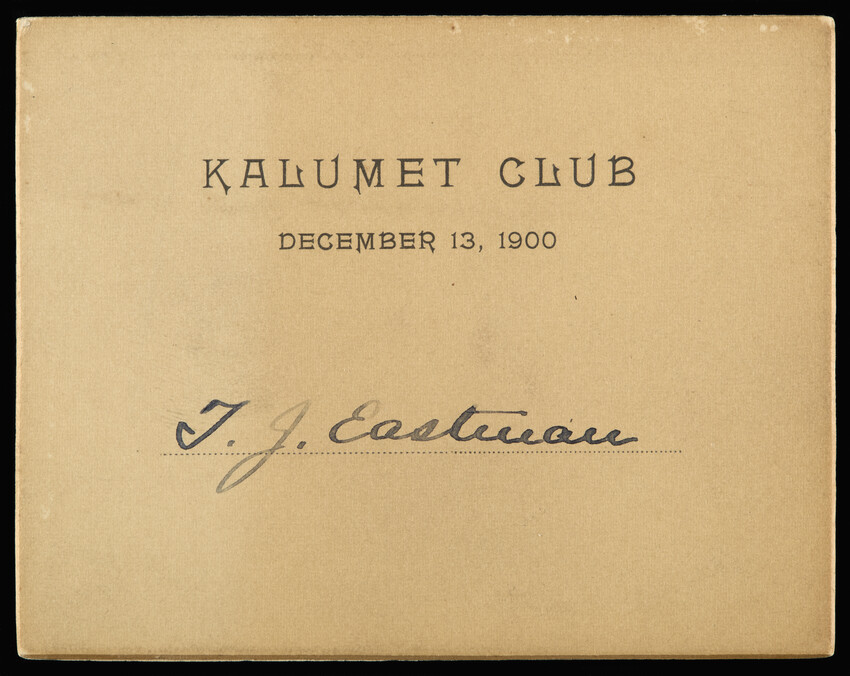 KALUMET CLUB
DECEMBER 13, 1900
T. J. Eastman